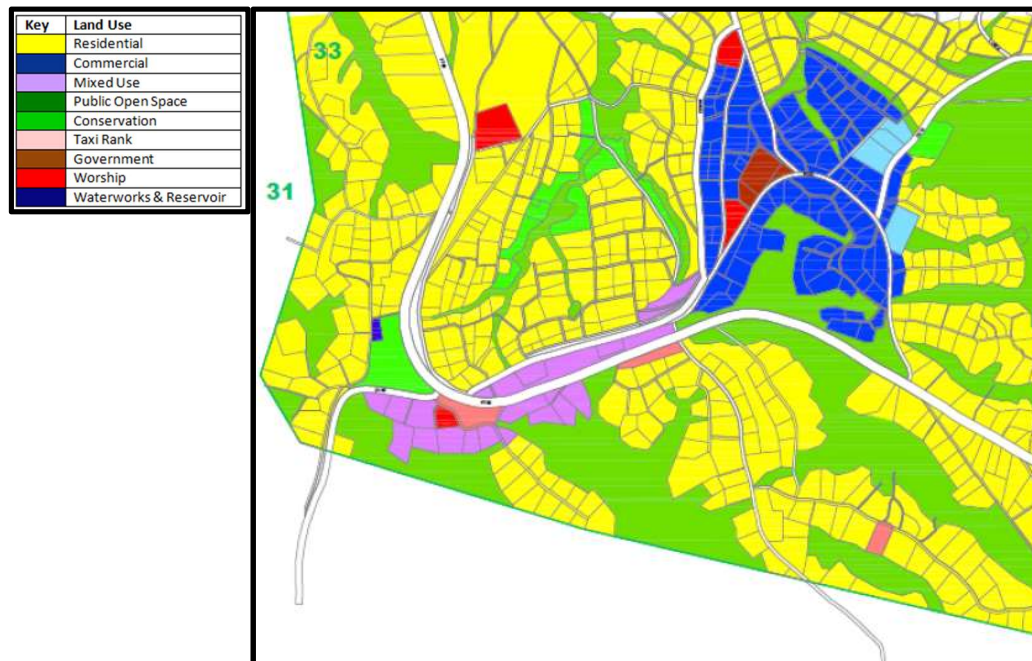 Key Land Use
Residential
Commercial
Mixed Use
Public Open Space
Conservation
Taxi Rank
Government
Worship
Waterworks & Reservoir
33
31